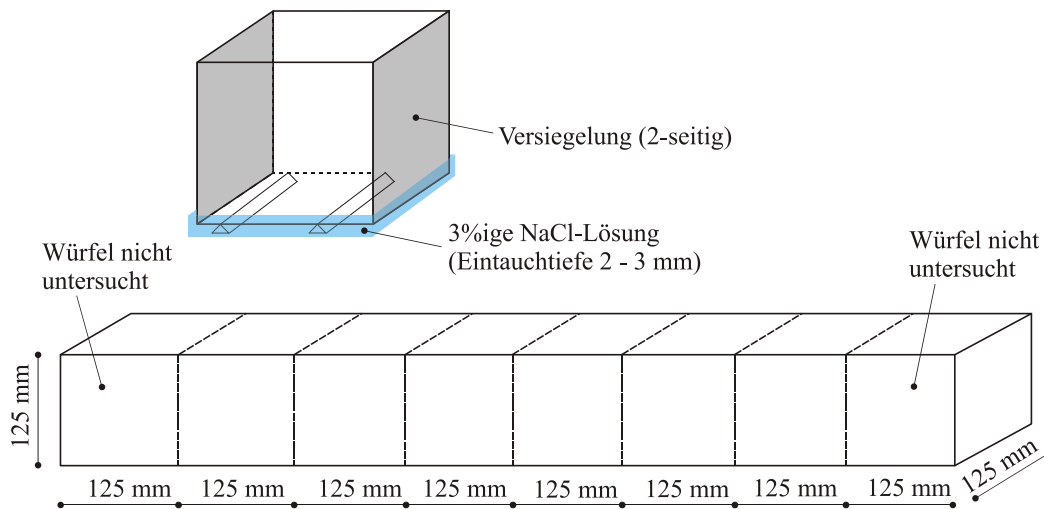 Versiegelung (2-seitig)
3%ige NaCl-Lösung
(Eintauchtiefe 2 - 3 mm)
Würfel nicht
untersucht
Würfel nicht
untersucht
125 mm
125 mm
125 mm
125 mm
125 mm
125 mm
125 mm
125 mm
125 mm
125 mm